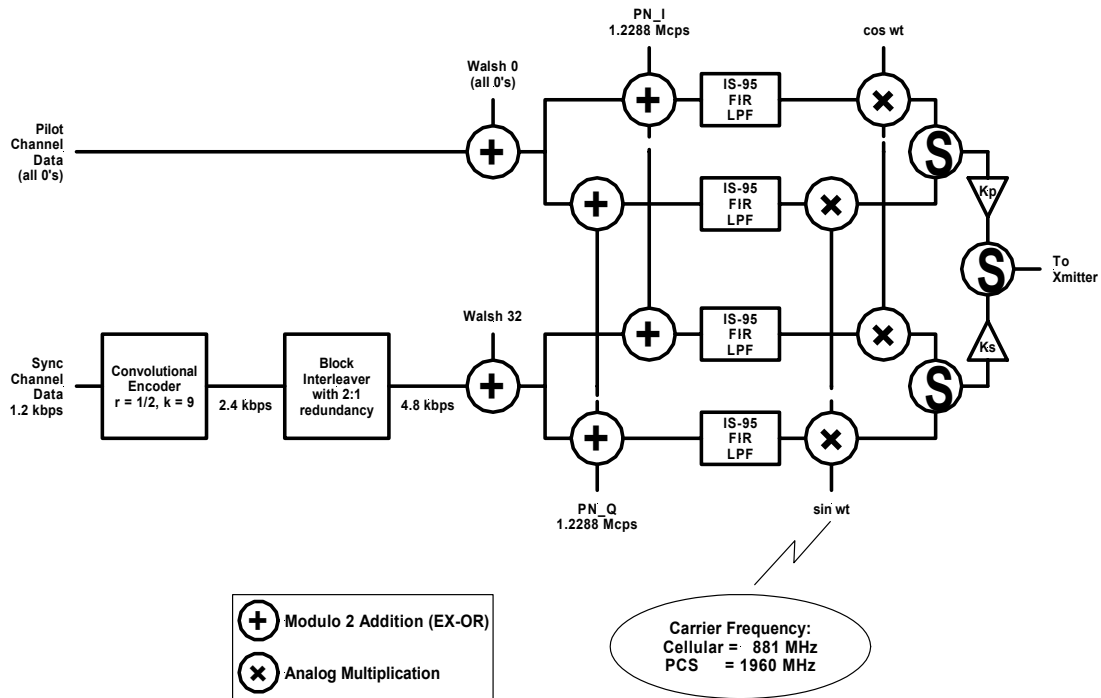 PN_I
1.2288 Mcps
cos wt
Walsh 0
(all 0's)
IS-95
FIR
LPF
Pilot
Channel
Data
(all 0's)
S
Kp
IS-95
FIR
LPF
S
To
Xmitter
Walsh 32
IS-95
FIR
LPF
Ks
Sync
Channel
Data
1.2 kbps
Convolutional
Encoder
r = 1/2, k = 9
2.4 kbps
Block
Interleaver
with 2:1
redundancy
4.8 kbps
S
IS-95
FIR
LPF
PN_Q
1.2288 Mcps
sin wt
Modulo 2 Addition (EX-OR)
Analog Multiplication
Carrier Frequency:
Cellular = 881 MHz
PCS = 1960 MHz